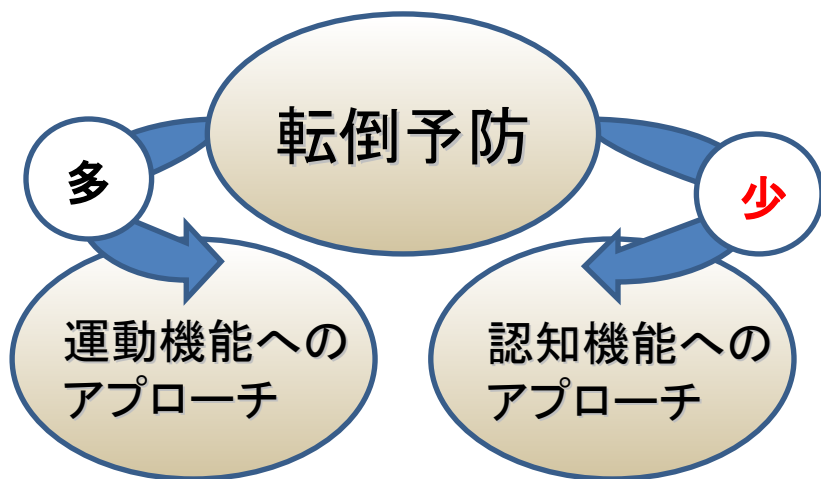 転倒予防
多
少
運動機能への
アプローチ
認知機能への
アプローチ